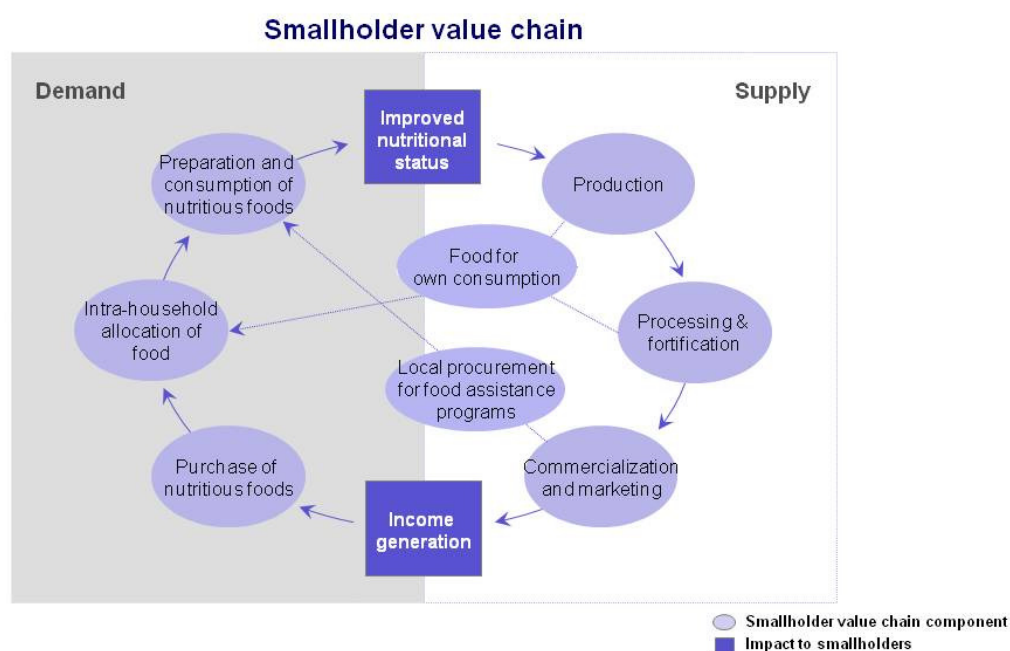 Smallholder value chain
Demand
Supply
Improved
nutritional
status
Preparation and
consumption of
nutritious foods
Production
Food for
own consumption
Intra-household
allocation of
food
Processing &
fortification
Local procurement
for food assistance
programs
Purchase of
nutritious foods
Commercialization
and marketing
Income
generation
Smallholder value chain component
Impact to smallholders